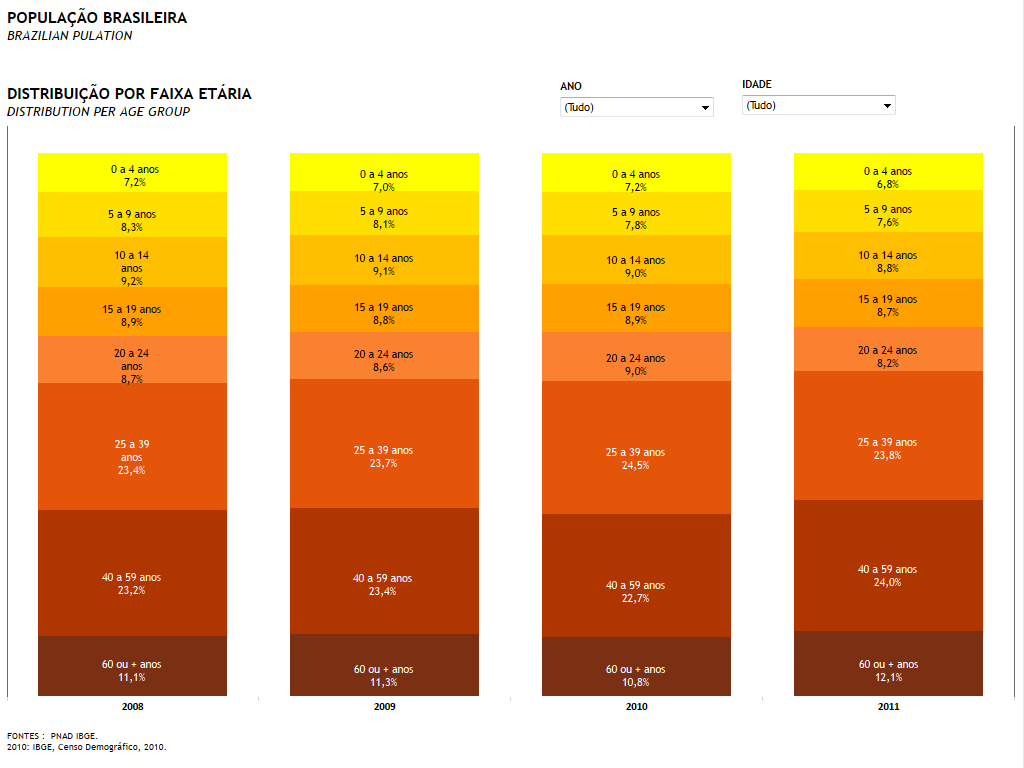 POPULAÇÃO BRASILEIRA
BRAZILIAN PULATION
DISTRIBUIÇÃO POR FAIXA ETÁRIA
DISTRIBUTION PER AGE GROUP
ANO
(Tudo)
IDADE
(Tudo)
0 a 4 anos
7,2%
5 a 9 anos
8,3%
10 a 14
anos
9,2%
15 a 19 anos
8,9%
20 a 24
anos
8,7%
25 a 39
anos
23,4%
40 a 59 anos
23,2%
60 ou + anos
11,1%
2008
0 a 4 anos
7,0%
5 a 9 anos
8,1%
10 a 14 anos
9,1%
15 a 19 anos
8,8%
20 a 24 anos
8,6%
25 a 39 anos
23,7%
40 a 59 anos
23,4%
60 ou + anos
11,3%
2009
0 a 4 anos
7,2%
5 a 9 anos
7,8%
10 a 14 anos
9,0%
15 a 19 anos
8,9%
20 a 24 anos
9,0%
25 a 39 anos
24,5%
40 a 59 anos
22,7%
60 ou + anos
10,8%
2010
0 a 4 anos
6,8%
5 a 9 anos
7,6%
10 a 14 anos
8,8%
15 a 19 anos
8,7%
20 a 24 anos
8,2%
25 a 39 anos
23,8%
40 a 59 anos
24,0%
60 ou + anos
12,1%
2011
FONTES : PNAD IBGE.
2010: IBGE, Censo Demográfico, 2010.